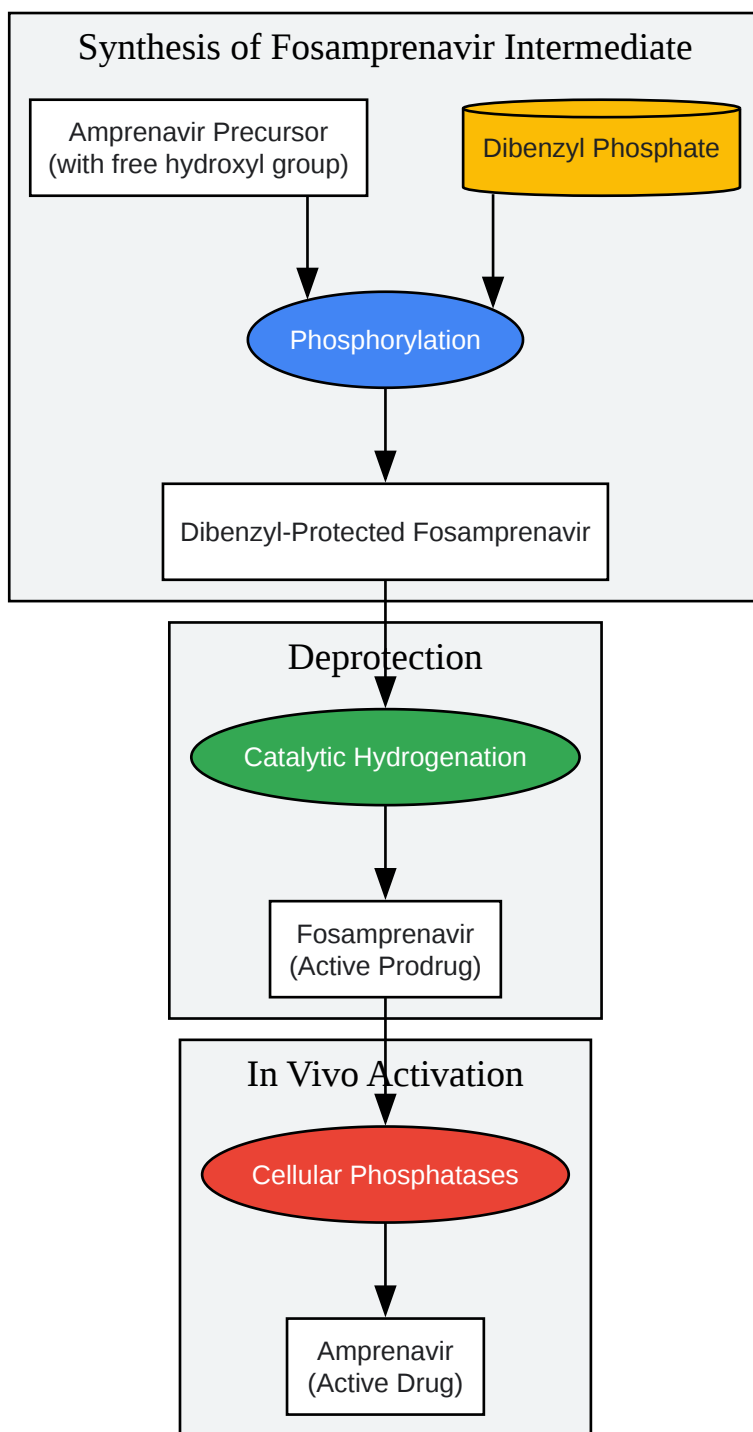 Synthesis of Fosamprenavir Intermediate
Amprenavir Precursor
(with free hydroxyl group)
Dibenzyl Phosphate
Phosphorylation
Dibenzyl-Protected Fosamprenavir
Deprotection
Catalytic Hydrogenation
Fosamprenavir
(Active Prodrug)
In Vivo Activation
Cellular Phosphatases
Amprenavir
(Active Drug)